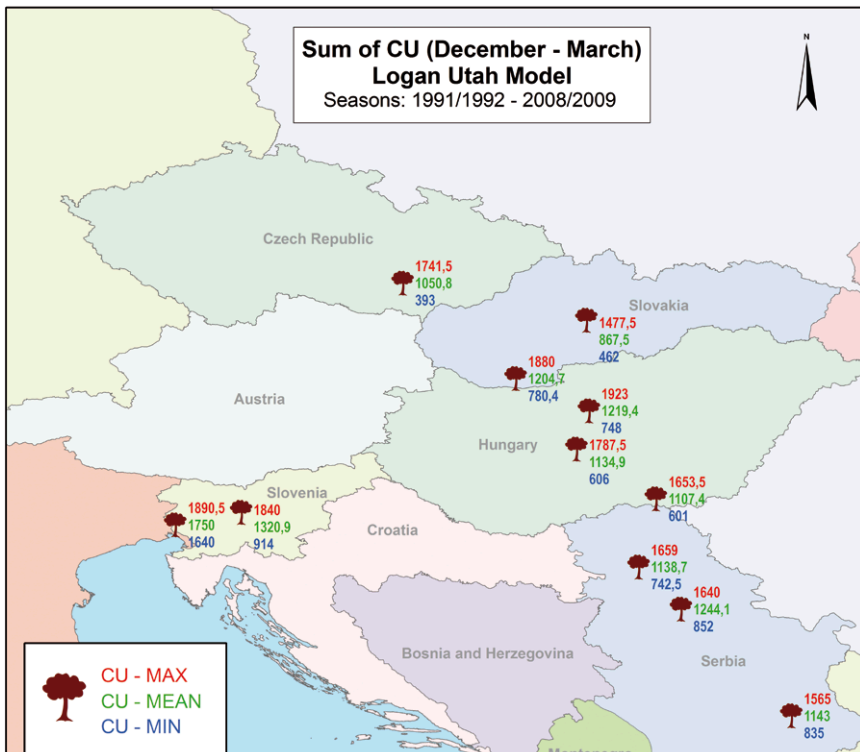 Sum of CU (December - March)
Logan Utah Model
Seasons: 1991/1992 - 2008/2009
N
Czech Republic
1741,5
1050,8
393
Slovakia
1477,5
867,5
462
1880
1204,7
780,4
Austria
1923
1219,4
748
Hungary
1787,5
1134,9
606
1653,5
1107,4
601
Slovenia
1890,5
1750
1640
1840
1320,9
914
Croatia
1659
1138,7
742,5
1640
1244,1
852
Bosnia and Herzegovina
Serbia
1565
1143
835
CU - MAX
CU - MEAN
CU - MIN
Montenegro